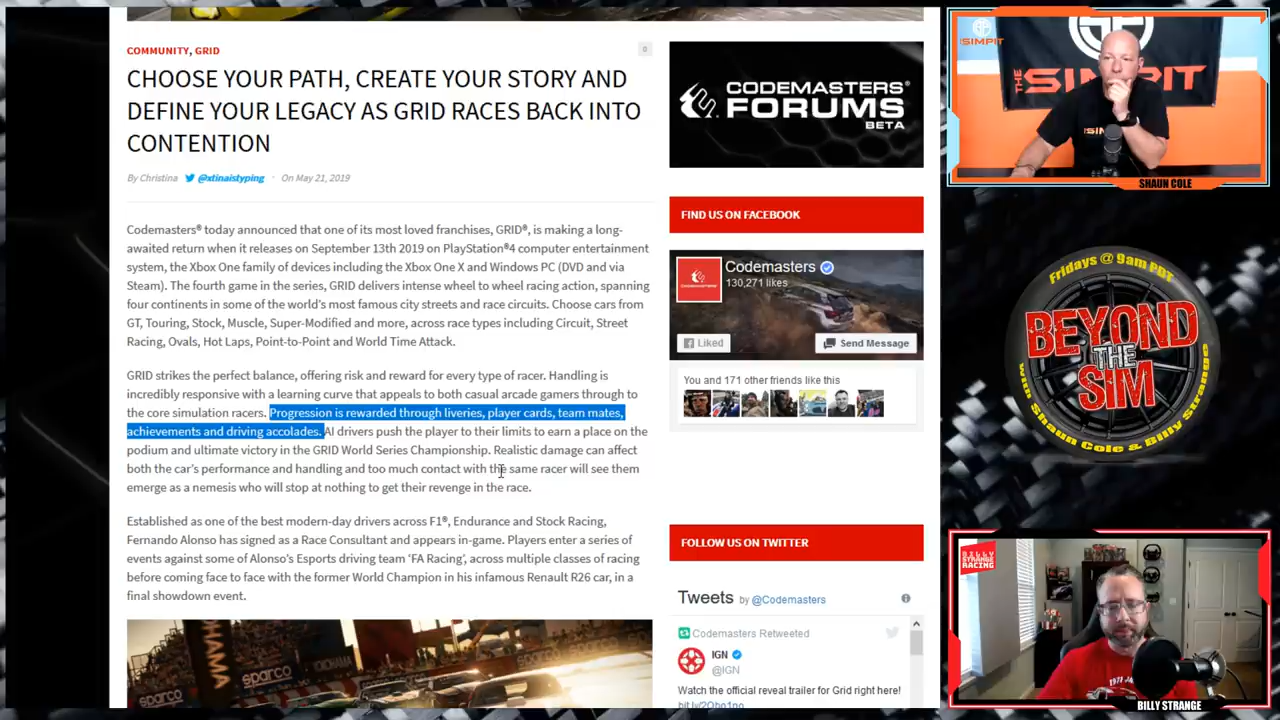 COMMUNITY, GRID
0
CHOOSE YOUR PATH, CREATE YOUR STORY AND
DEFINE YOUR LEGACY AS GRID RACES BACK INTO
CONTENTION
By Christina @xtinaistyping · On May 21, 2019
Codemasters® today announced that one of its most loved franchises, GRID®, is making a long-
awaited return when it releases on September 13th 2019 on PlayStation®4 computer entertainment
system, the Xbox One family of devices including the Xbox One X and Windows PC (DVD and via
Steam). The fourth game in the series, GRID delivers intense wheel to wheel racing action, spanning
four continents in some of the world's most famous city streets and race circuits. Choose cars from
GT, Touring, Stock, Muscle, Super-Modified and more, across race types including Circuit, Street
Racing, Ovals, Hot Laps, Point-to-Point and World Time Attack.
GRID strikes the perfect balance, offering risk and reward for every type of racer. Handling is
incredibly responsive with a learning curve that appeals to both casual arcade gamers through to
the core simulation racers. Progression is rewarded through liveries, player cards, team mates,
achievements and driving accolades. AI drivers push the player to their limits to earn a place on the
podium and ultimate victory in the GRID World Series Championship. Realistic damage can affect
both the car's performance and handling and too much contact with the same racer will see them
emerge as a nemesis who will stop at nothing to get their revenge in the race.
Established as one of the best modern-day drivers across F1®, Endurance and Stock Racing,
Fernando Alonso has signed as a Race Consultant and appears in-game. Players enter a series of
events against some of Alonso's Esports driving team 'FA Racing', across multiple classes of racing
before coming face to face with the former World Champion in his infamous Renault R26 car, in a
final showdown event.
YOKOHAMA
sparco
CODEMASTERS®
FORUMS
BETA
FIND US ON FACEBOOK
Codemasters
130,271 likes
Liked
Send Message
You and 171 other friends like this
FOLLOW US ON TWITTER
Tweets by @Codemasters
Codemasters Retweeted
IGN
@IGN
Watch the official reveal trailer for Grid right here!
THE SIMPIT
SHAUN COLE
Fridays @ 9am PDT
BEYOND
THE
SIM
with Shaun Cole & Billy Strange
BILLY STRANGE
RACING
BILLY STRANGE